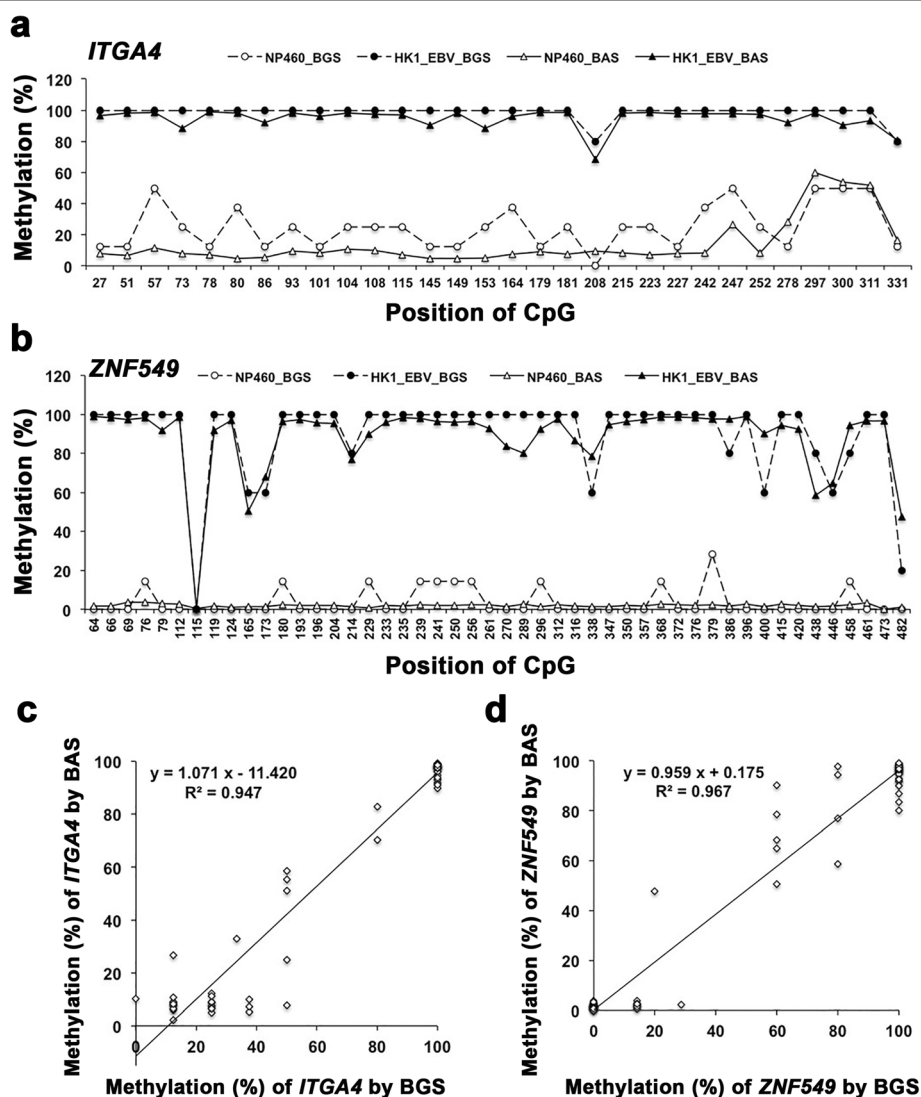 a
ITGA4
NP460_BGS HK1_EBV_BGS NP460_BAS HK1_EBV_BAS
Methylation (%)
120
100
80
60
40
20
0
27 51 57 73 78 80 86 93 101 104 108 115 145 149 153 164 179 181 208 215 223 227 242 247 252 278 297 300 311 331
Position of CpG
b
ZNF549
NP460_BGS HK1_EBV_BGS NP460_BAS HK1_EBV_BAS
Methylation (%)
120
100
80
60
40
20
0
64 66 69 76 79 112 115 119 124 165 173 180 193 196 204 214 229 233 235 239 241 250 256 261 270 289 296 312 316 338 347 350 357 368 372 376 379 386 396 400 415 420 438 446 458 461 473 482
Position of CpG
c
Methylation (%) of ITGA4 by BAS
y = 1.071 x - 11.420
R² = 0.947
100
80
60
40
20
0
0 20 40 60 80 100
Methylation (%) of ITGA4 by BGS
d
Methylation (%) of ZNF549 by BAS
y = 0.959 x + 0.175
R² = 0.967
100
80
60
40
20
0
0 20 40 60 80 100
Methylation (%) of ZNF549 by BGS